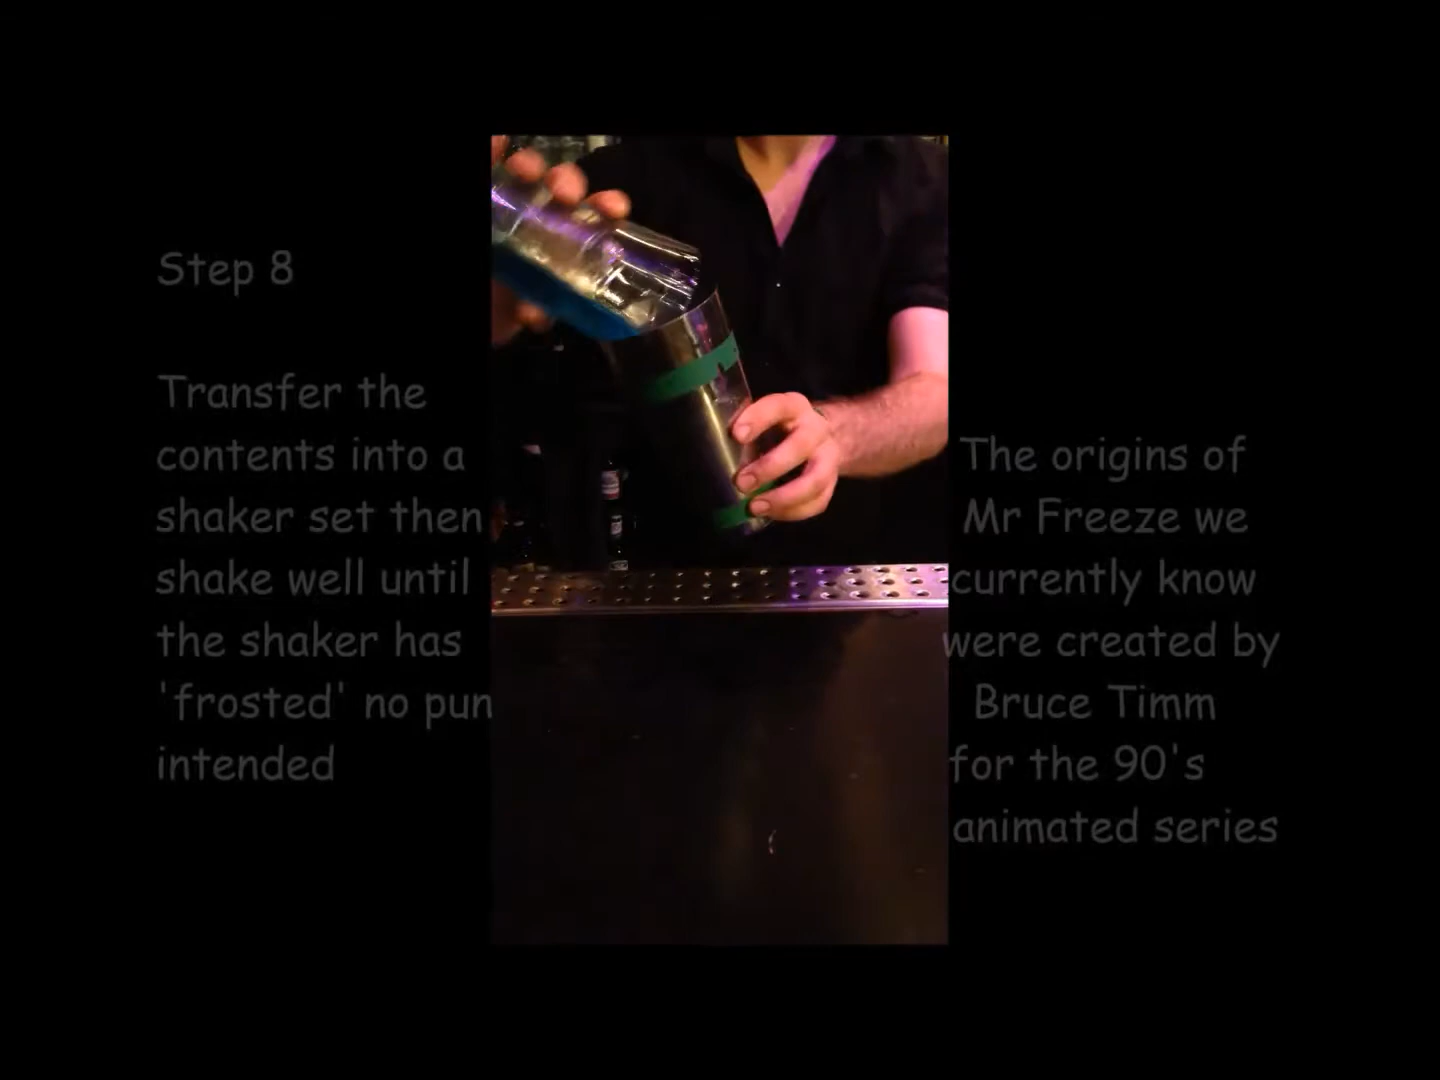 Step 8
Transfer the
contents into a
shaker set then
shake well until
the shaker has
'frosted' no pun
intended
The origins of
Mr Freeze we
currently know
were created by
Bruce Timm
for the 90's
animated series